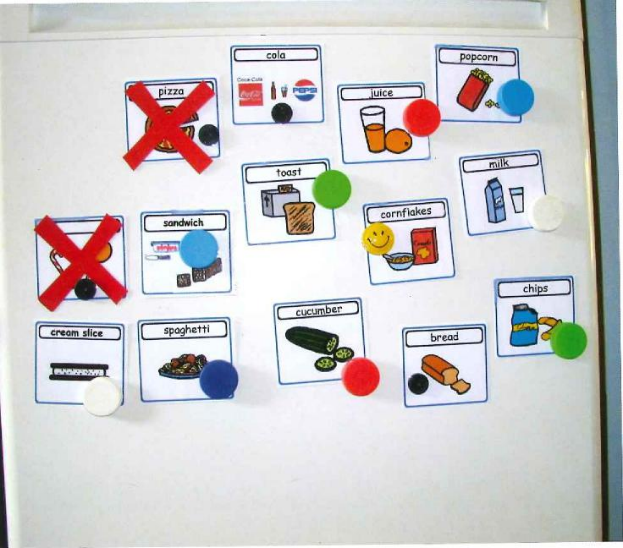 cola
popcorn
pizza
juice
Coca-Cola
PEPSI
toast
milk
cornflakes
sandwich
chips
cucumber
cream slice
spaghetti
bread